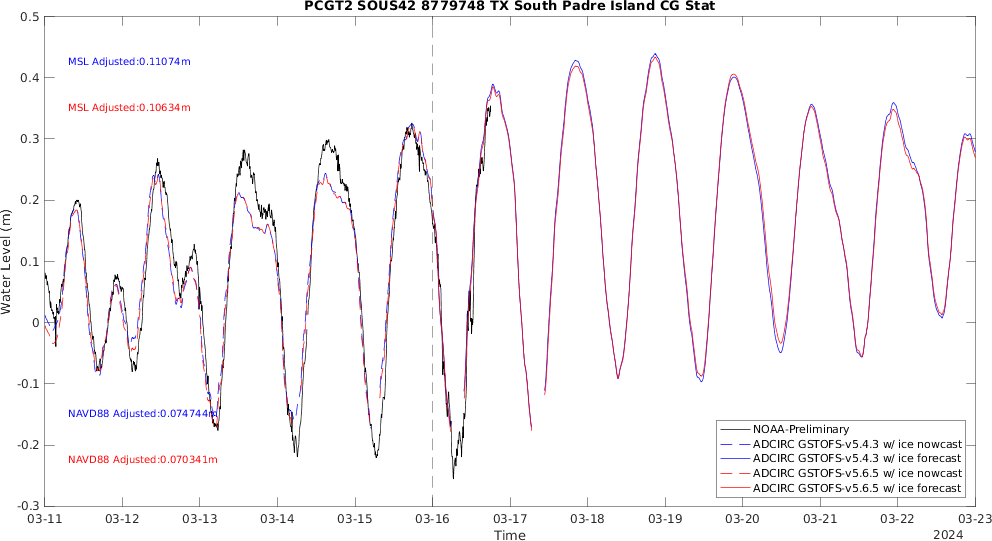 PCGT2 SOUS42 8779748 TX South Padre Island CG Stat
0.5
0.4
0.3
0.2
0.1
0
-0.1
-0.2
-0.3
Water Level (m)
MSL Adjusted:0.11074m
MSL Adjusted:0.10634m
NAVD88 Adjusted:0.074744m
NAVD88 Adjusted:0.070341m
NOAA-Preliminary
ADCIRC GSTOFS-v5.4.3 w/ ice nowcast
ADCIRC GSTOFS-v5.4.3 w/ ice forecast
ADCIRC GSTOFS-v5.6.5 w/ ice nowcast
ADCIRC GSTOFS-v5.6.5 w/ ice forecast
03-11 03-12 03-13 03-14 03-15 03-16 03-17 03-18 03-19 03-20 03-21 03-22 03-23
Time
2024